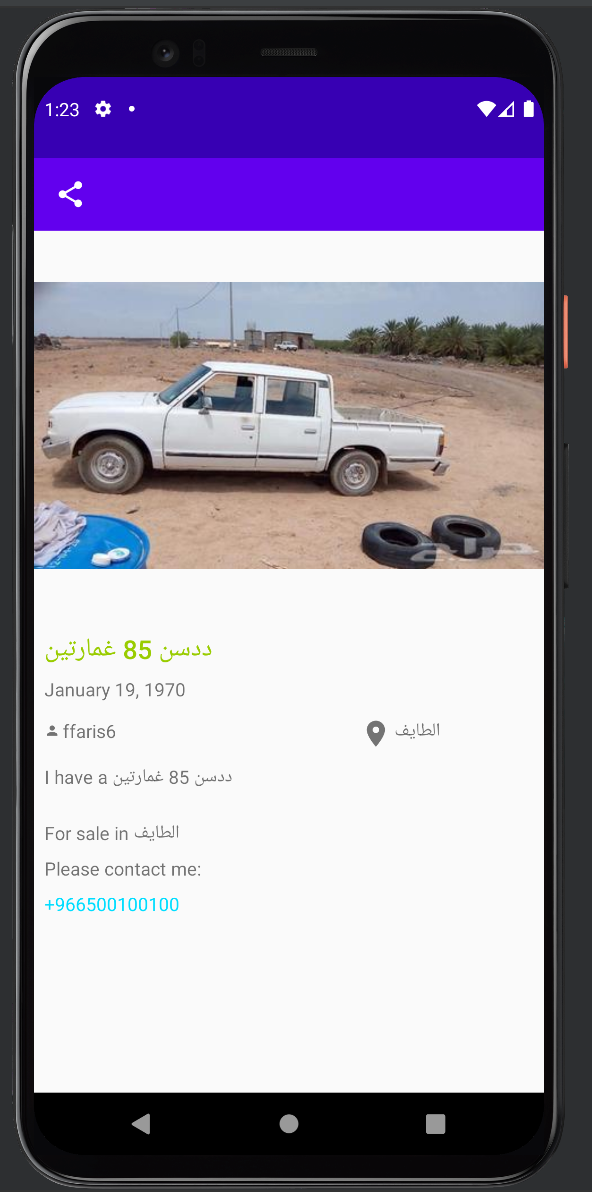 1:23
حراج
ددسن 85 غمارتين
January 19, 1970
ffaris6
الطايف
I have a ددسن 85 غمارتين
For sale in الطايف
Please contact me:
+966500100100